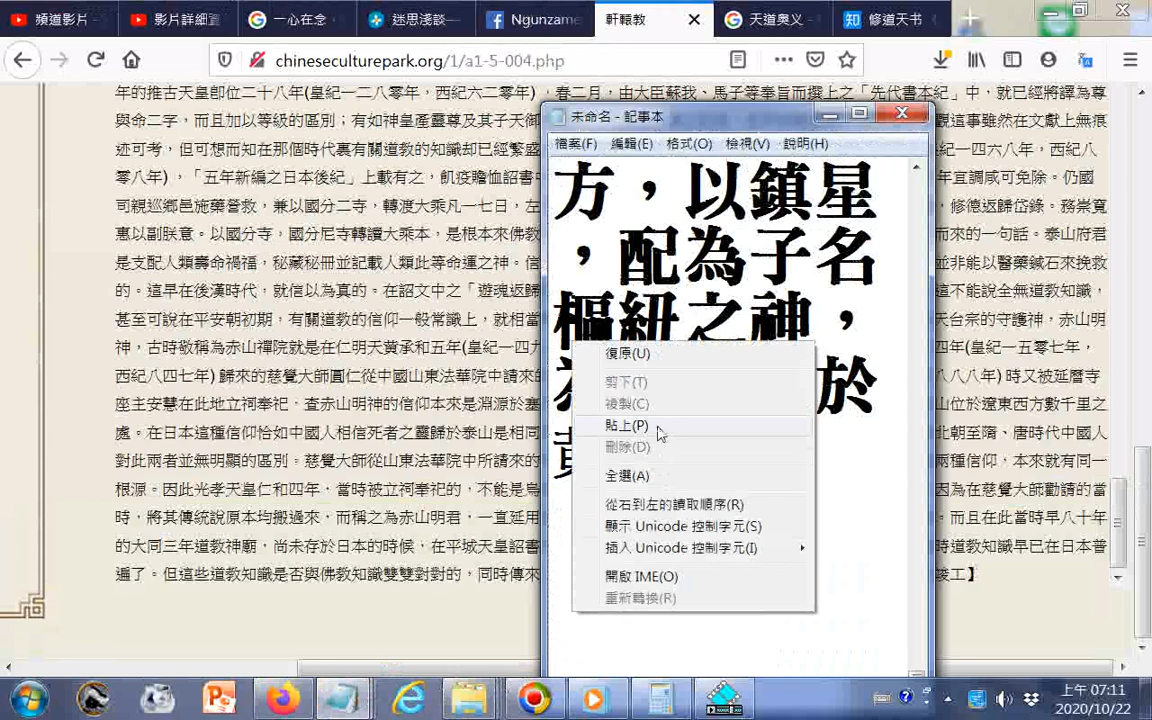 頻道影片
影片詳細資
一心在念
迷思淺談—
Ngunzame
軒轅教
天道奥义
修道天书
chinesculturepark.org/1/a1-5-004.php
年的推古天皇即位二十八年(皇紀一二八零年，西紀六二零年)，春二月，由大臣蘇我、馬子等奉旨而撰上之「先代書本紀」中，就已經將譯為尊
與命二字，而且加以等級的區別；有如神皇產靈尊及其子天御
觀這事雖然在文獻上無痕
迹可考，但可想而知在那個時代裏有關道教的知識却已經繁盛
皇紀一四六八年，西紀八
零八年)，「五年新編之日本後紀」上載有之，飢疫贍恤詔書中
年宜調咸可免除。仍國
司親巡鄉邑施藥營救，兼以國分二寺，轉渡大乘凡一七日，左
，修德返歸岱錄。務崇寬
惠以副朕意。以國分寺，國分尼寺轉讀大乘本，是根本來佛教
而來的一句話。泰山府君
是支配人類壽命禍福，秘藏秘冊並記載人類此等命運之神。信
並非能以醫藥鍼石來挽救
的。這早在後漢時代，就信以為真的。在詔文中之「遊魂返歸
這不能說全無道教知識，
甚至可說在平安朝初期，有關道教的信仰一般常識上，就相當
天台宗的守護神，赤山明
神，古時敬稱為赤山禪院就是在仁明天黃承和五年(皇紀一四九
年(皇紀一五零七年，
西紀八四七年) 歸來的慈覺大師圓仁從中國山東法華院中請來的
八八八年) 時又被延曆寺
座主安慧在此地立祠奉祀．查赤山明神的信仰本來是淵源於塞
山位於遼東西方數千里之
處。在日本這種信仰恰如中國人相信死者之靈歸於泰山是相同
北朝至隋、唐時代中國人
對此兩者並無明顯的區別。慈覺大師從山東法華院中所請來的
兩種信仰，本來就有同一
根源。因此光孝天皇仁和四年，當時被立祠奉祀的，不能是烏
因為在慈覺大師勸請的當
時，將其傳統說原本均搬過來，而稱之為赤山明君，一直延用
。而且在此當時早八十年
的大同三年道教神廟，尚未存於日本的時候，在平城天皇詔書
時道教知識早已在日本普
遍了。但這些道教知識是否與佛教知識雙雙對對的，同時傳來
竣工】
未命名 - 記事本
檔案(F) 編輯(E) 格式(O) 檢視(V) 說明(H)
方，以鎮星
，配為子名
樞紐之神，
於
復原(U)
剪下(T)
複製(C)
貼上(P)
刪除(D)
全選(A)
從右到左的讀取順序(R)
顯示 Unicode 控制字元(S)
插入 Unicode 控制字元(I)
開啟 IME(O)
重新轉換(R)
上午 07:11
2020/10/22